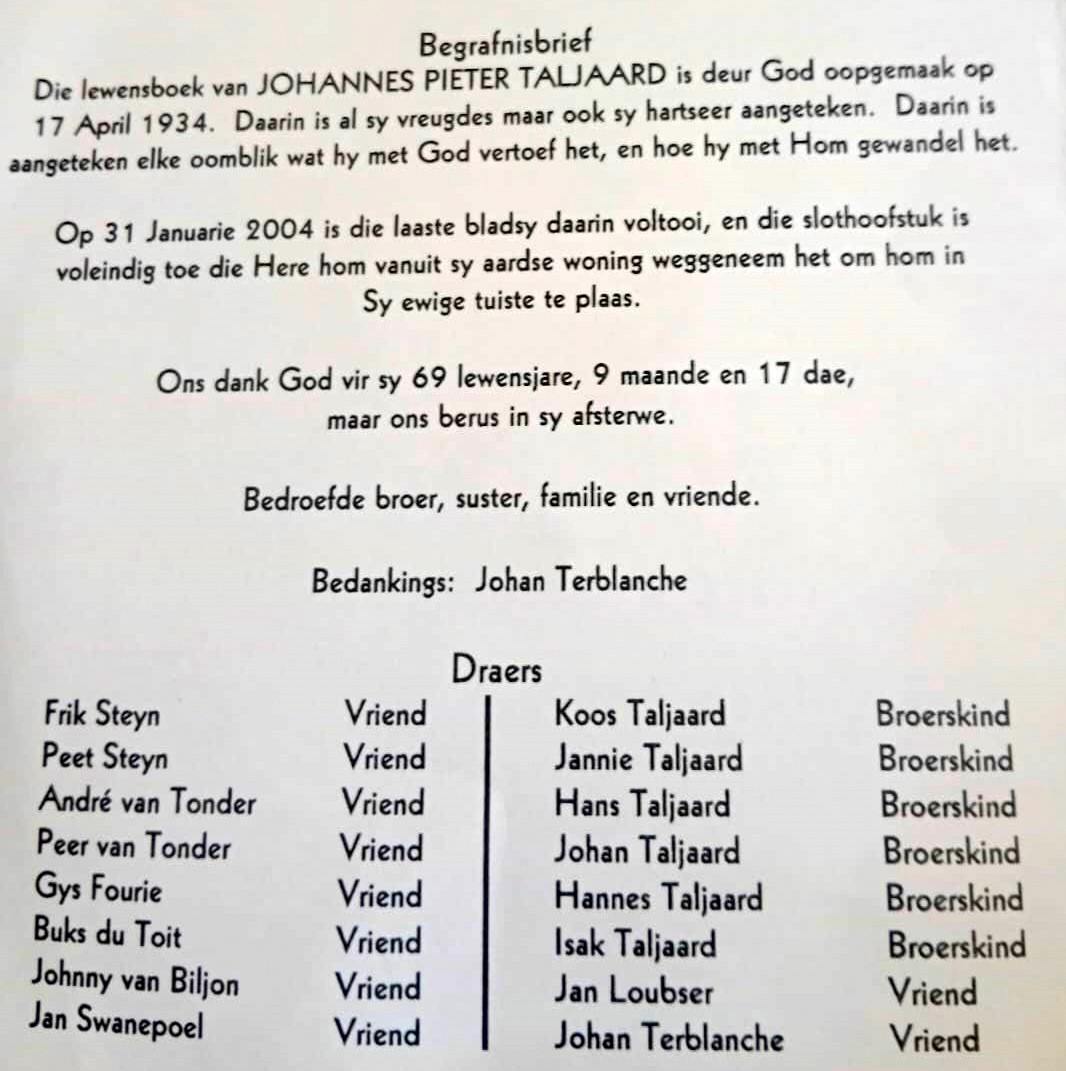 Begrafnisbrief
Die lewensboek van JOHANNES PIETER TALJAARD is deur God oopgemaak op
17 April 1934. Daarin is al sy vreugdes maar ook sy hartseer aangeteken. Daarin is
aangeteken elke oomblik wat hy met God vertoef het, en hoe hy met Hom gewandel het.
Op 31 Januarie 2004 is die laaste bladsy daarin voltooi, en die slothoofstuk is
voleindig toe die Here hom vanuit sy aardse woning weggeneem het om hom in
Sy ewige tuiste te plaas.
Ons dank God vir sy 69 lewensjare, 9 maande en 17 dae,
maar ons berus in sy afsterwe.
Bedroefde broer, suster, familie en vriende.
Bedankings: Johan Terblanche
Draers
Frik Steyn Vriend Koos Taljaard Broerskind
Peet Steyn Vriend Jannie Taljaard Broerskind
André van Tonder Vriend Hans Taljaard Broerskind
Peer van Tonder Vriend Johan Taljaard Broerskind
Gys Fourie Vriend Hannes Taljaard Broerskind
Buks du Toit Vriend Isak Taljaard Broerskind
Johnny van Biljon Vriend Jan Loubser Vriend
Jan Swanepoel Vriend Johan Terblanche Vriend